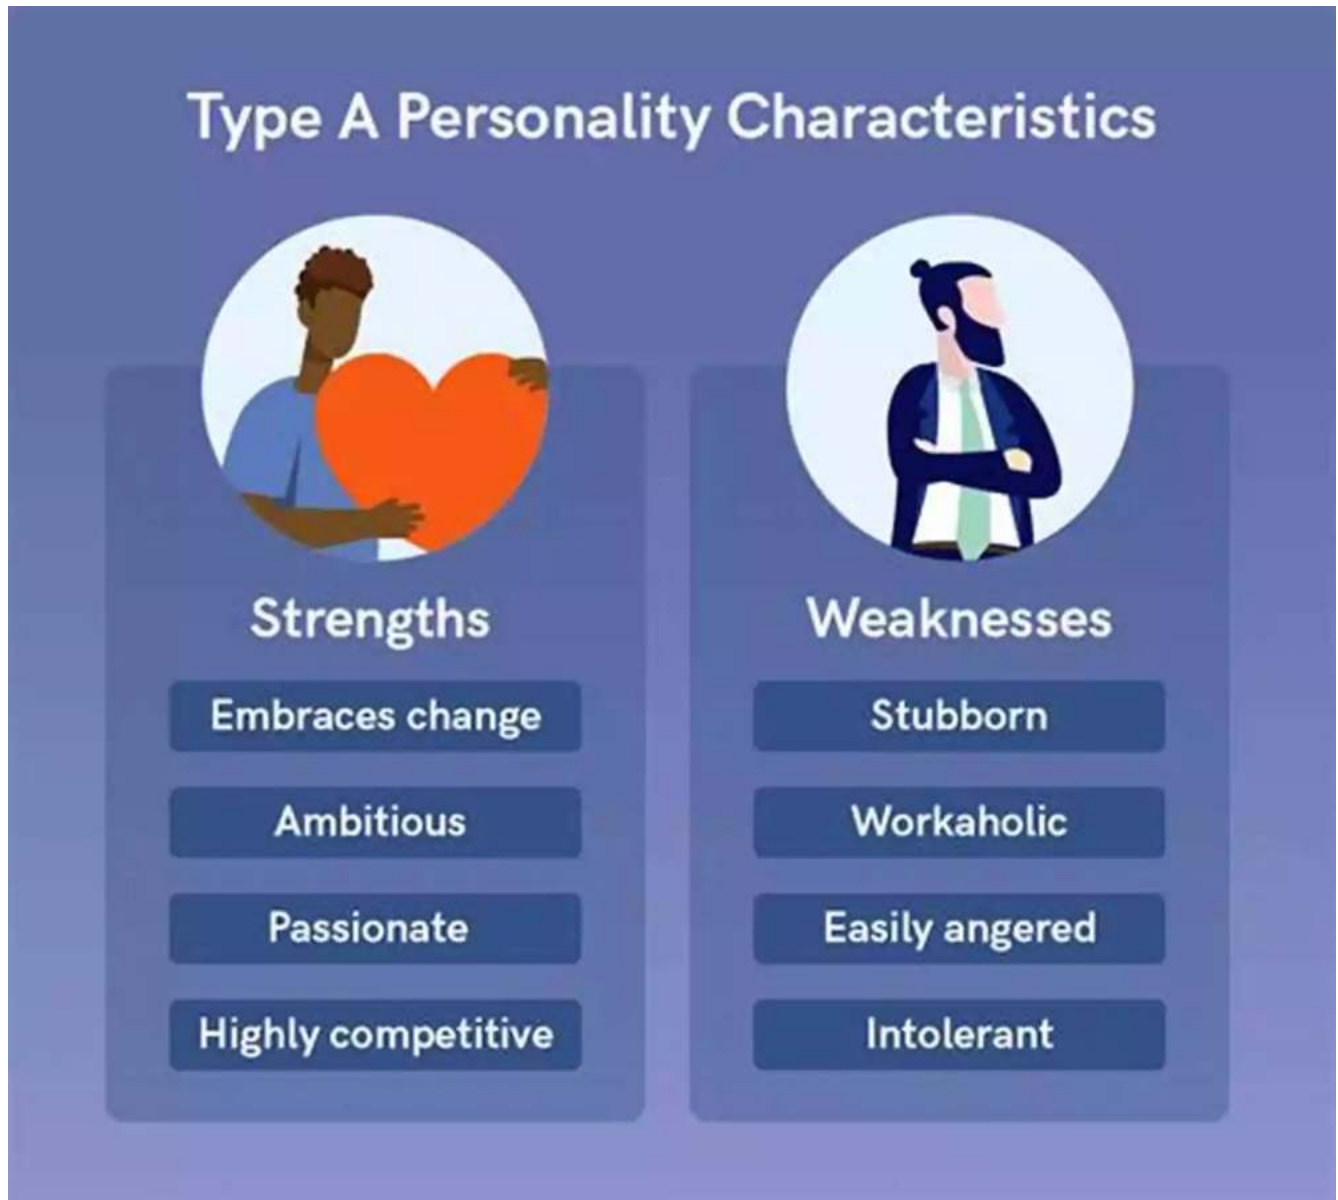 Type A Personality Characteristics
Strengths
Embraces change
Ambitious
Passionate
Highly competitive
Weaknesses
Stubborn
Workaholic
Easily angered
Intolerant